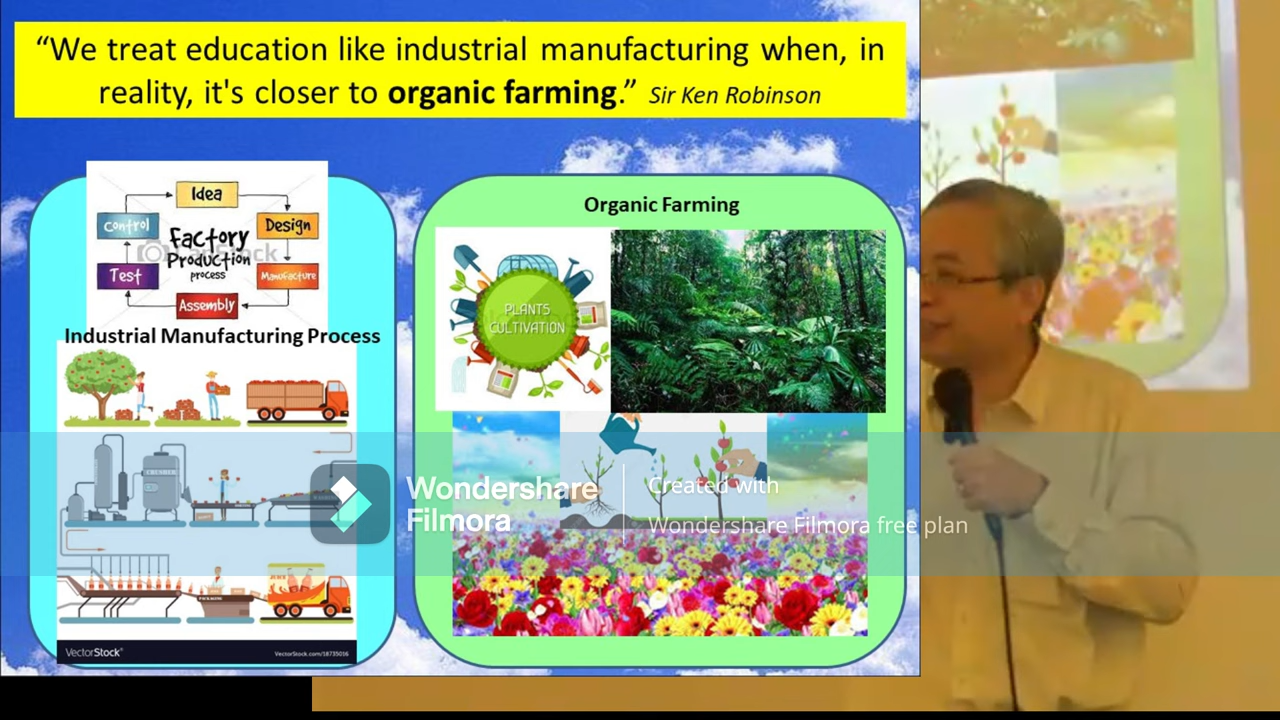 “We treat education like industrial manufacturing when, in
reality, it's closer to organic farming.” Sir Ken Robinson
Idea
Control
Design
Factory
Production
process
Test
Manufacture
Assembly
Industrial Manufacturing Process
VectorStock®
VectorStock.com/18735016
Organic Farming
PLANTS
CULTIVATION
Wondershare
Filmora
Created with
Wondershare Filmora free plan